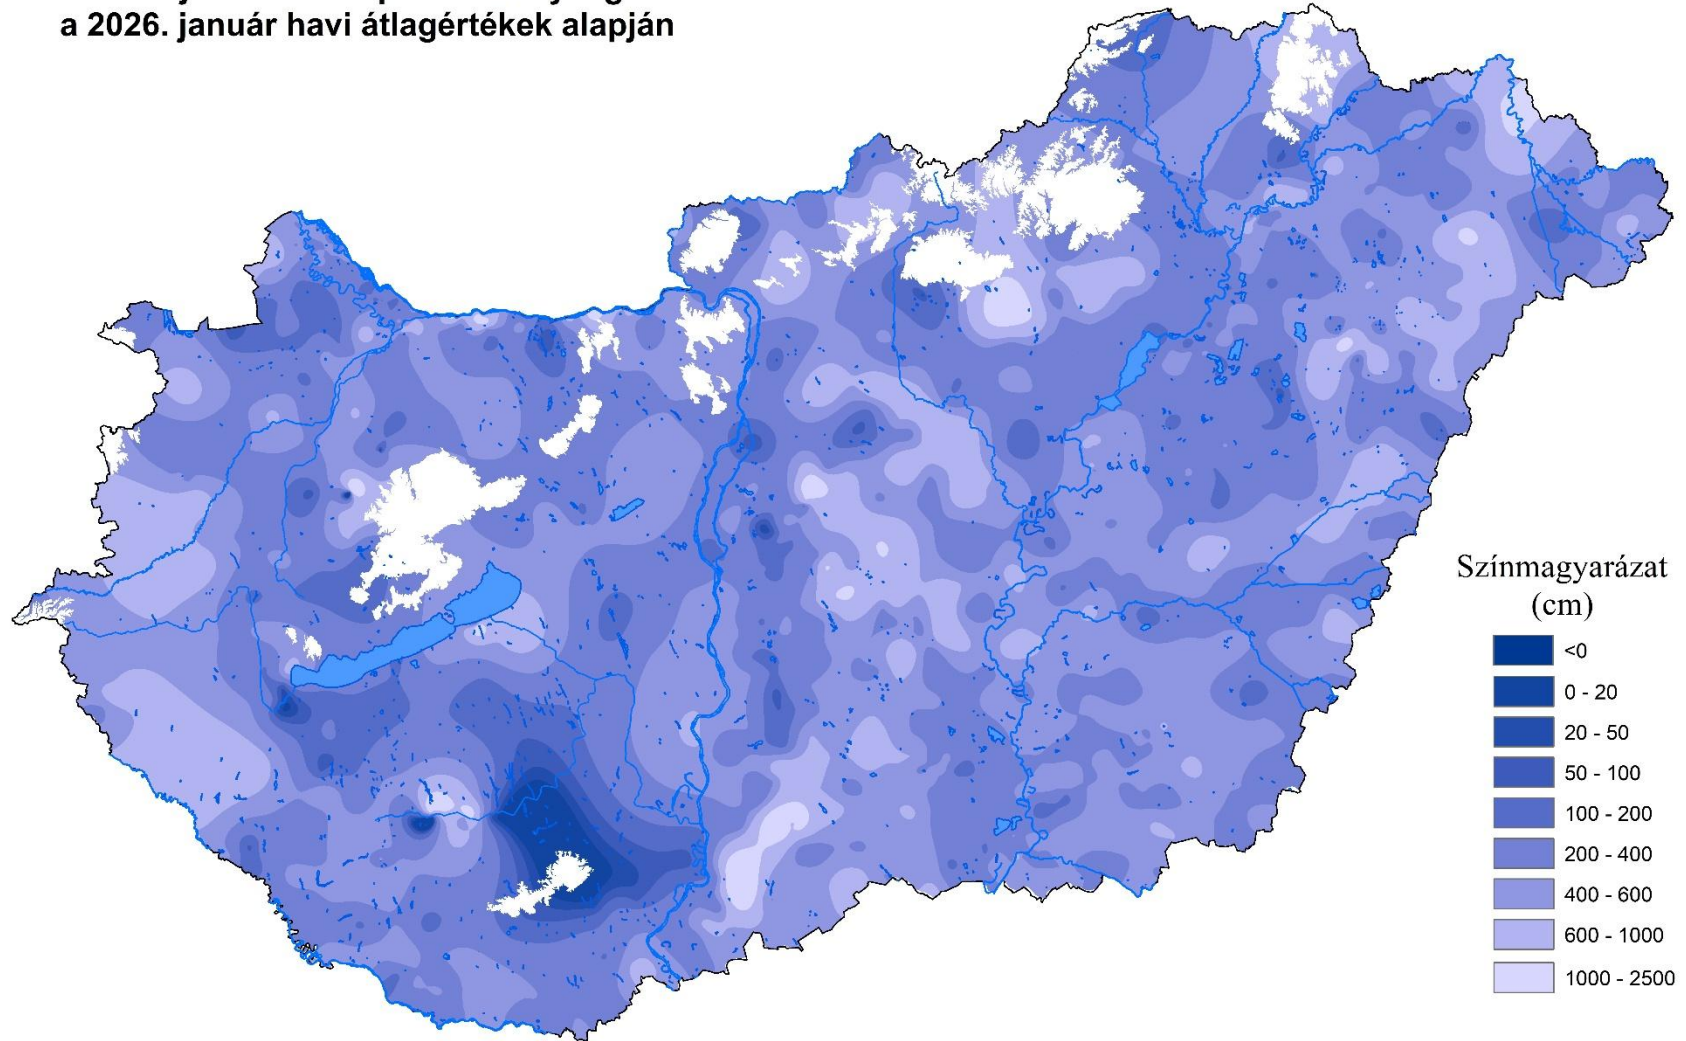 a 2026. január havi átlagértékek alapján
Színmagyarázat
(cm)
<0
0 - 20
20 - 50
50 - 100
100 - 200
200 - 400
400 - 600
600 - 1000
1000 - 2500